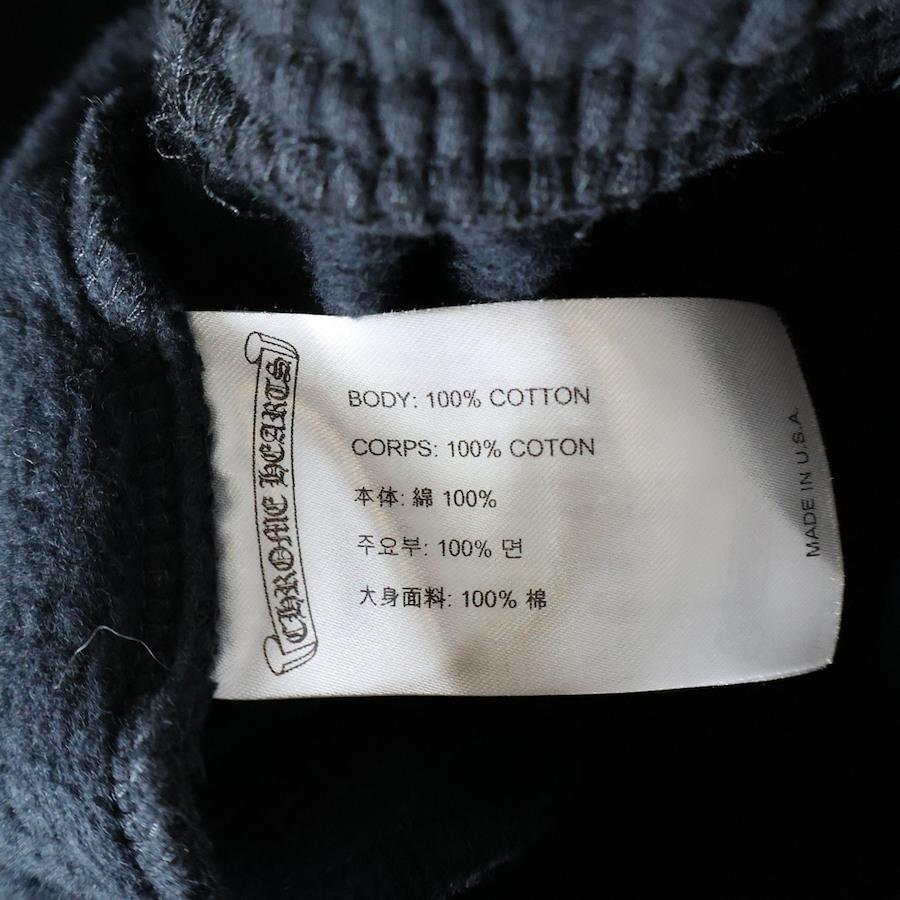 CHROME HEARTS
BODY: 100% COTTON
CORPS: 100% COTON
本体: 綿 100%
주요부: 100% 면
大身面料: 100% 棉
MADE IN U.S.A